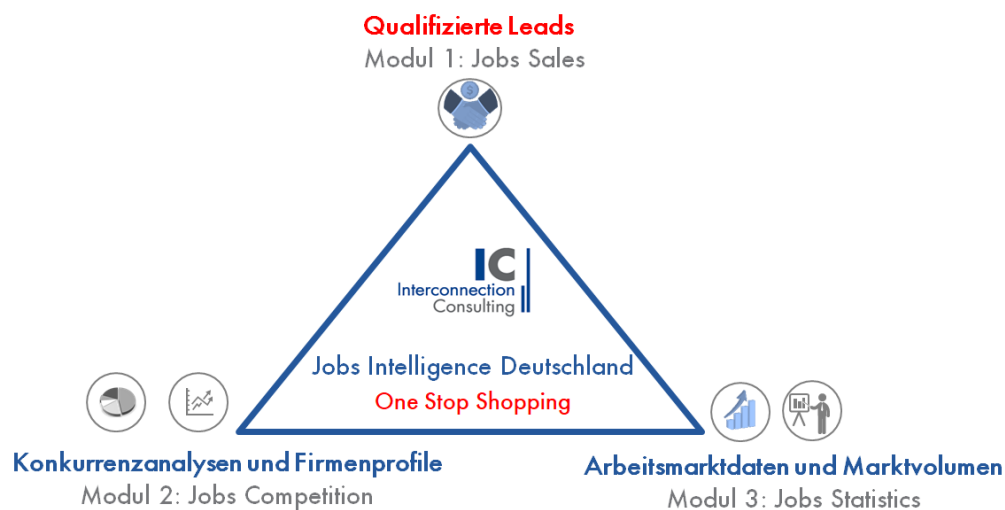 Qualifizierte Leads
Modul 1: Jobs Sales
$
IC
Interconnection
Consulting
Jobs Intelligence Deutschland
One Stop Shopping
Konkurrenzanalysen und Firmenprofile
Modul 2: Jobs Competition
Arbeitsmarktdaten und Marktvolumen
Modul 3: Jobs Statistics